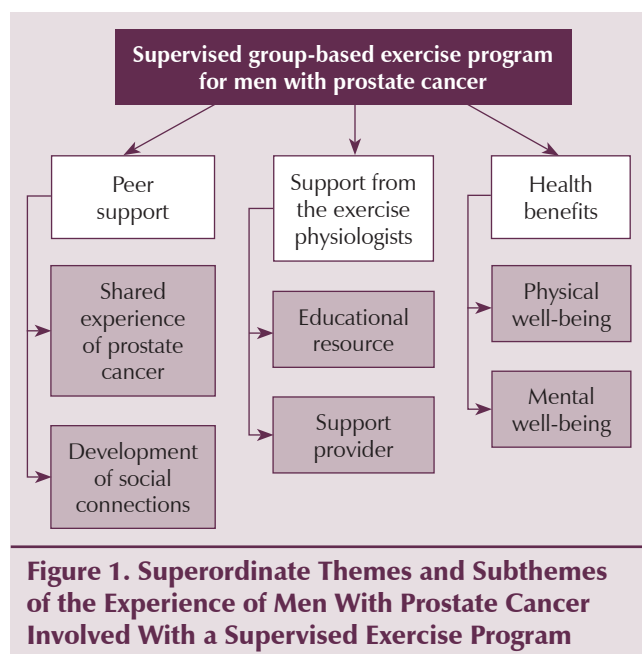 Supervised group-based exercise program
for men with prostate cancer
Peer
support
Support from
the exercise
physiologists
Health
benefits
Shared
experience
of prostate
cancer
Educational
resource
Physical
well-being
Development
of social
connections
Support
provider
Mental
well-being
Figure 1. Superordinate Themes and Subthemes
of the Experience of Men With Prostate Cancer
Involved With a Supervised Exercise Program